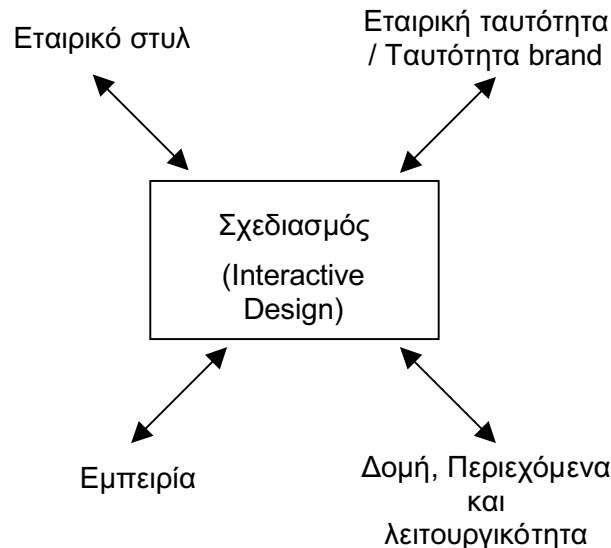 Εταιρικό στυλ
Εταιρική ταυτότητα
/ Ταυτότητα brand
Σχεδιασμός
(Interactive
Design)
Εμπειρία
Δομή, Περιεχόμενα
και
λειτουργικότητα